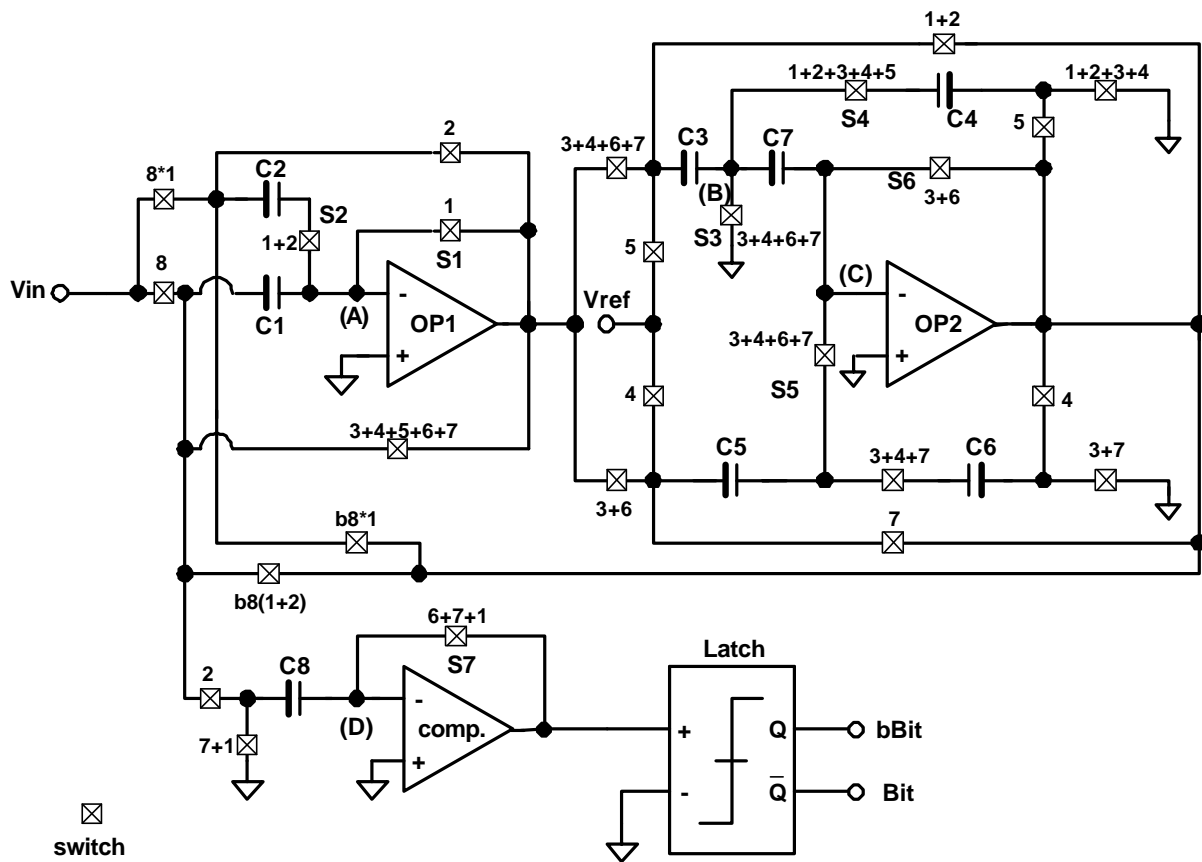 1+2
1+2+3+4+5
1+2+3+4
S4
C4
2
3+4+6+7
C3
C7
5
8*1
C2
S6
3+6
S2
1
(B)
S3
3+4+6+7
1+2
S1
5
8
Vin
C1
(A)
-
OP1
+
Vref
(C)
-
OP2
+
3+4+6+7
S5
4
4
3+4+5+6+7
C5
3+4+7
C6
3+7
3+6
b8*1
7
b8(1+2)
6+7+1
Latch
C8
S7
2
(D)
-
comp.
+
7+1
+
Q
bBit
-
Q̅
Bit
switch